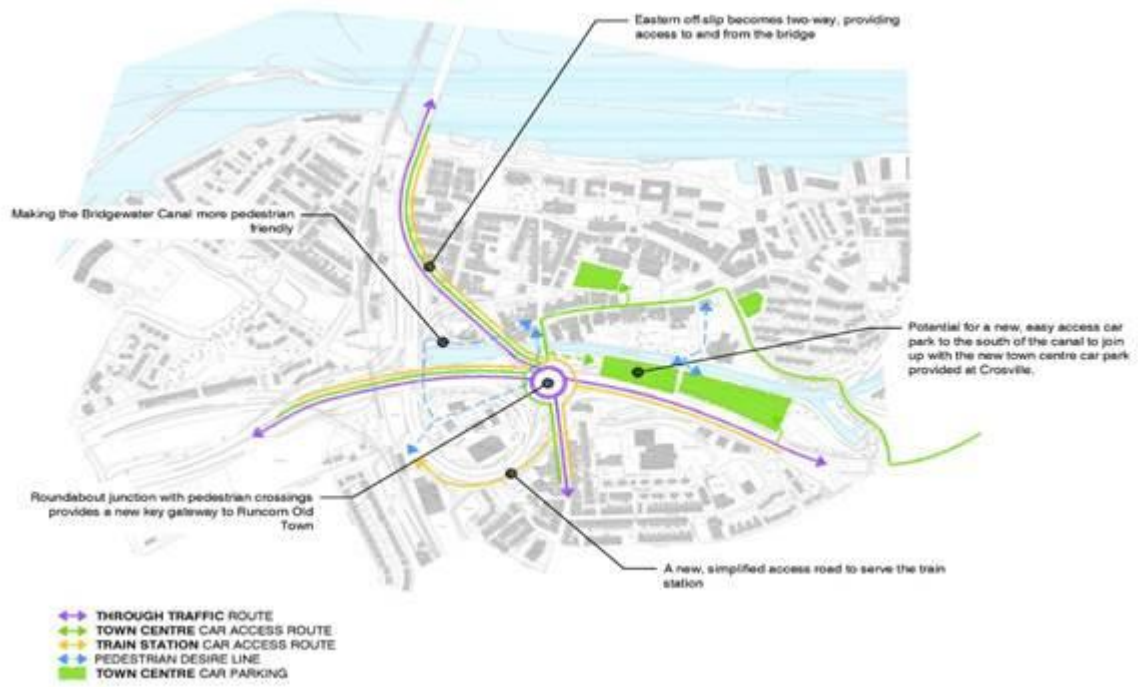 Eastern off-slip becomes two-way, providing
access to and from the bridge
Making the Bridgewater Canal more pedestrian
friendly
Potential for a new, easy access car
park to the south of the canal to join
up with the new town centre car park
provided at Crosville.
Roundabout junction with pedestrian crossings
provides a new key gateway to Runcorn Old
Town
A new, simplified access road to serve the train
station
THROUGH TRAFFIC ROUTE
TOWN CENTRE CAR ACCESS ROUTE
TRAIN STATION CAR ACCESS ROUTE
PEDESTRIAN DESIRE LINE
TOWN CENTRE CAR PARKING